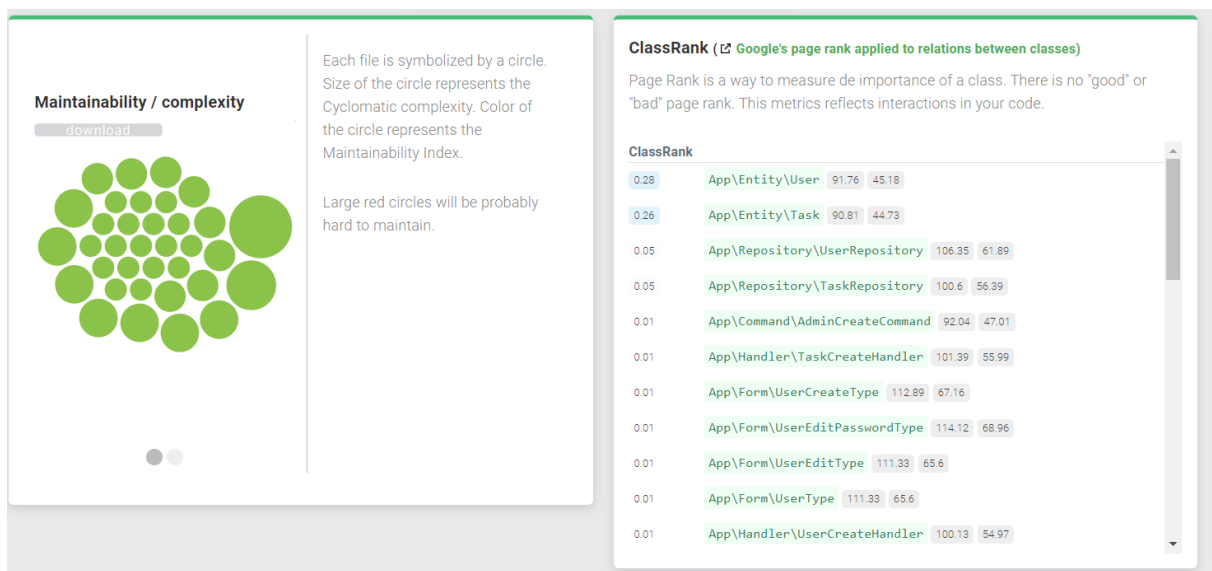 Maintainability / complexity
download
Each file is symbolized by a circle.
Size of the circle represents the
Cyclomatic complexity. Color of
the circle represents the
Maintainability Index.
Large red circles will be probably
hard to maintain.
ClassRank ( Google's page rank applied to relations between classes)
Page Rank is a way to measure de importance of a class. There is no "good" or
"bad" page rank. This metrics reflects interactions in your code.
ClassRank
0.28 App\Entity\User 91.76 45.18
0.26 App\Entity\Task 90.81 44.73
0.05 App\Repository\UserRepository 106.35 61.89
0.05 App\Repository\TaskRepository 100.6 56.39
0.01 App\Command\AdminCreateCommand 92.04 47.01
0.01 App\Handler\TaskCreateHandler 101.39 55.99
0.01 App\Form\UserCreateType 112.89 67.16
0.01 App\Form\UserEditPasswordType 114.12 68.96
0.01 App\Form\UserEditType 111.33 65.6
0.01 App\Form\UserType 111.33 65.6
0.01 App\Handler\UserCreateHandler 100.13 54.97